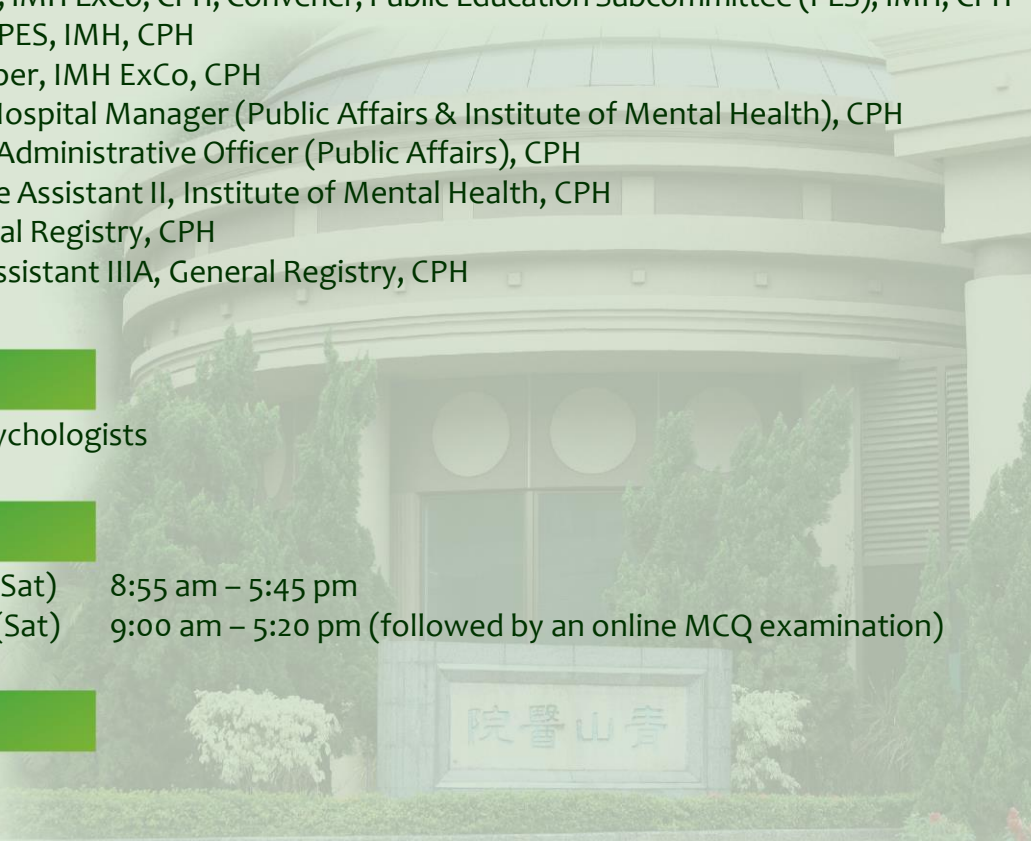 IMH ExCo, CPH, Convener, Public Education Subcommittee (PES), IMH, CPH
PES, IMH, CPH
ber, IMH ExCo, CPH
Hospital Manager (Public Affairs & Institute of Mental Health), CPH
Administrative Officer (Public Affairs), CPH
e Assistant II, Institute of Mental Health, CPH
al Registry, CPH
ssistant IIIA, General Registry, CPH
ychologists
Sat) 8:55 am – 5:45 pm
(Sat) 9:00 am – 5:20 pm (followed by an online MCQ examination)
院醫山青